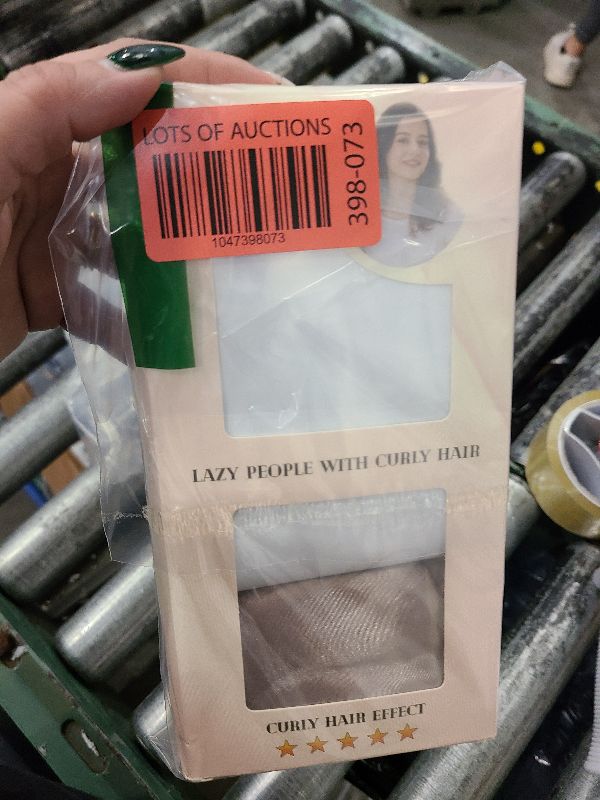 LOTS OF AUCTIONS
398-073
1047398073
LAZY PEOPLE WITH CURLY HAIR
CURLY HAIR EFFECT